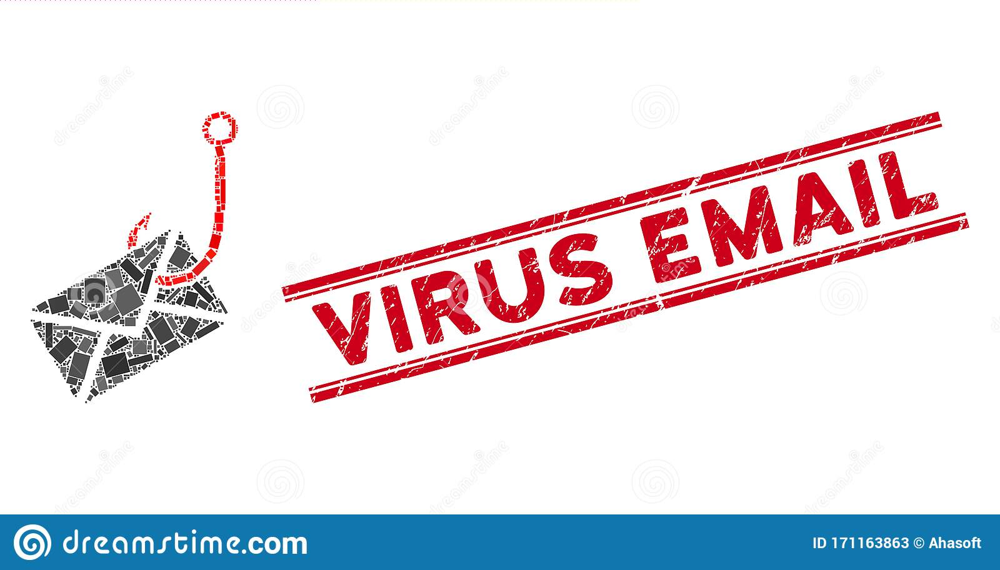 VIRUS EMAIL
dreamstime.com
ID 171163863 © Ahasoft